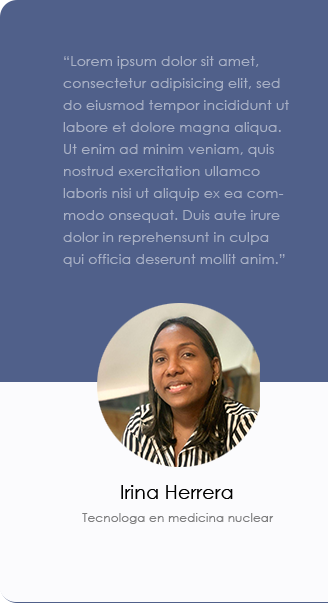 “Lorem ipsum dolor sit amet,
consectetur adipisicing elit, sed
do eiusmod tempor incididunt ut
labore et dolore magna aliqua.
Ut enim ad minim veniam, quis
nostrud exercitation ullamco
laboris nisi ut aliquip ex ea com-
modo onsequat. Duis aute irure
dolor in reprehensunt in culpa
qui officia deserunt mollit anim.”
Irina Herrera
Tecnologa en medicina nuclear